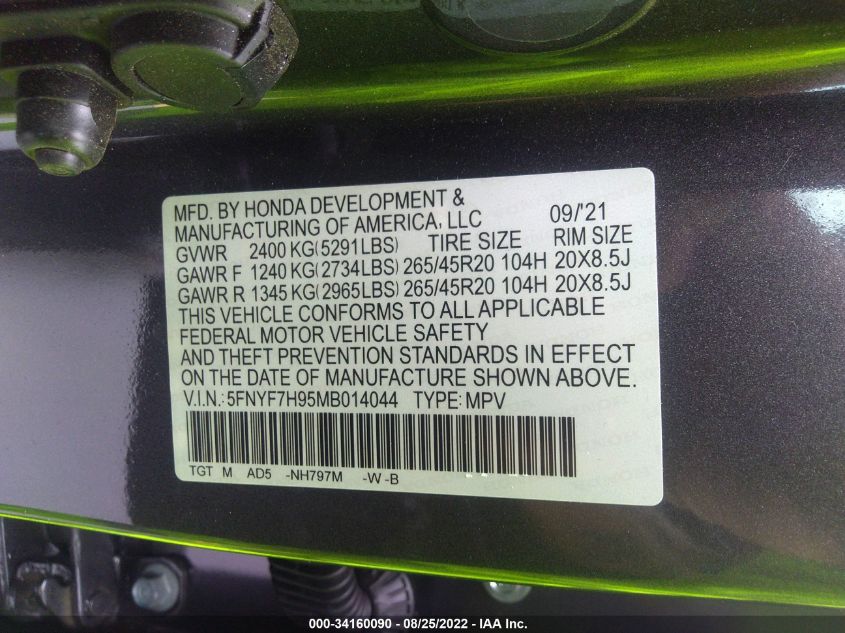 MFD. BY HONDA DEVELOPMENT &
MANUFACTURING OF AMERICA, LLC 09/'21
GVWR 2400 KG(5291LBS) TIRE SIZE RIM SIZE
GAWR F 1240 KG(2734LBS) 265/45R20 104H 20X8.5J
GAWR R 1345 KG(2965LBS) 265/45R20 104H 20X8.5J
THIS VEHICLE CONFORMS TO ALL APPLICABLE
FEDERAL MOTOR VEHICLE SAFETY
AND THEFT PREVENTION STANDARDS IN EFFECT
ON THE DATE OF MANUFACTURE SHOWN ABOVE.
V.I.N.:5FNYF7H95MB014044 TYPE:MPV
TGT M AD5 -NH797M -W -B
000-34160090 - 08/25/2022 - IAA Inc.